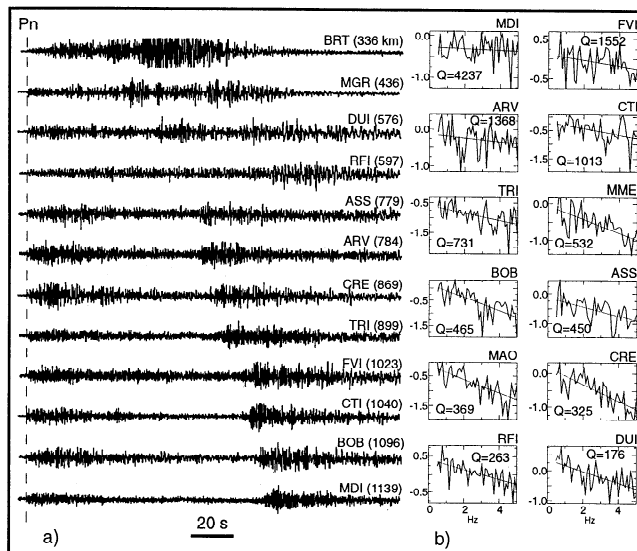 Pn
BRT (336 km)
MGR (436)
DUI (576)
RFI (597)
ASS (779)
ARV (784)
CRE (869)
TRI (899)
FVI (1023)
CTI (1040)
BOB (1096)
MDI (1139)
a)
20 s
MDI
0.0
-1.0
Q=4237
FVI
Q=1552
0.5
-0.5
ARV
Q=1368
0.0
-1.0
CTI
0.0
-1.5
Q=1013
TRI
-0.5
-1.5
Q=731
MME
0.0
-1.0
Q=532
BOB
-0.5
-1.5
Q=465
ASS
0.0
-1.0
Q=450
MAO
-0.5
-1.5
Q=369
CRE
0.0
-1.0
Q=325
RFI
Q=263
0.5
-0.5
0 2 4
Hz
DUI
Q=176
0.0
-1.0
0 2 4
Hz
b)